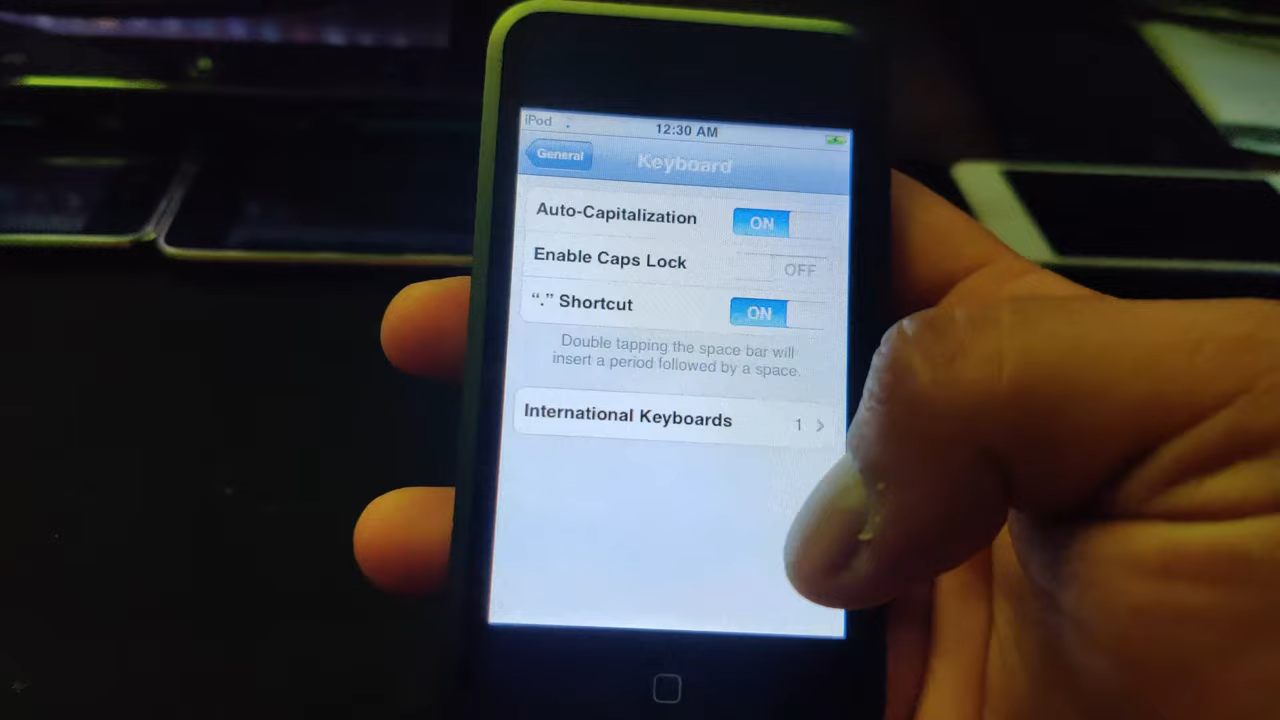 iPod
12:30 AM
General
Keyboard
Auto-Capitalization
ON
Enable Caps Lock
OFF
“.” Shortcut
ON
Double tapping the space bar will
insert a period followed by a space.
International Keyboards
1